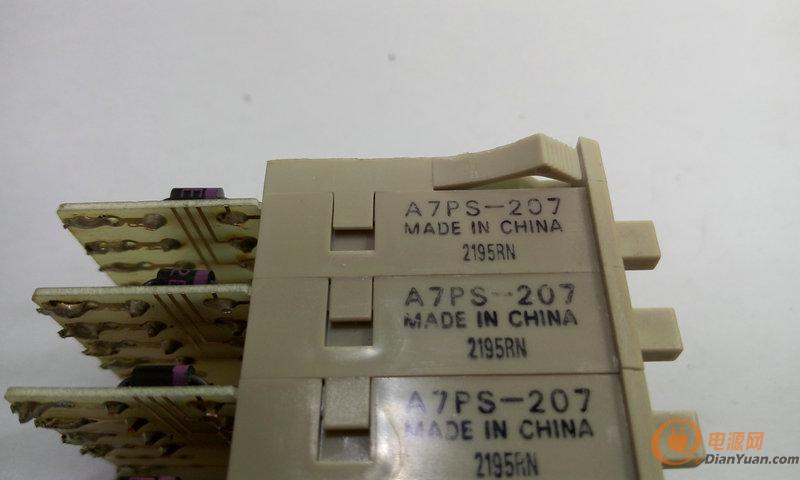 A7PS-207
MADE IN CHINA
2195RN
A7PS-207
MADE IN CHINA
2195RN
A7PS-207
MADE IN CHINA
2195RN
电源网
DianYuan.com